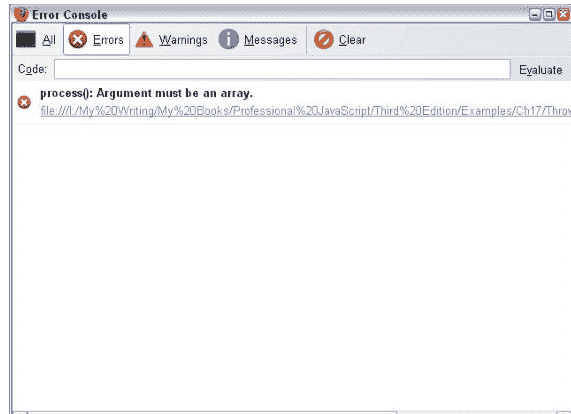 Error Console
All Errors Warnings Messages Clear
Code: Evaluate
process(): Argument must be an array.
file:///I:/My%20Writing/My%20Books/Professional%20JavaScript/Third%20Edition/Examples/Ch17/Throw